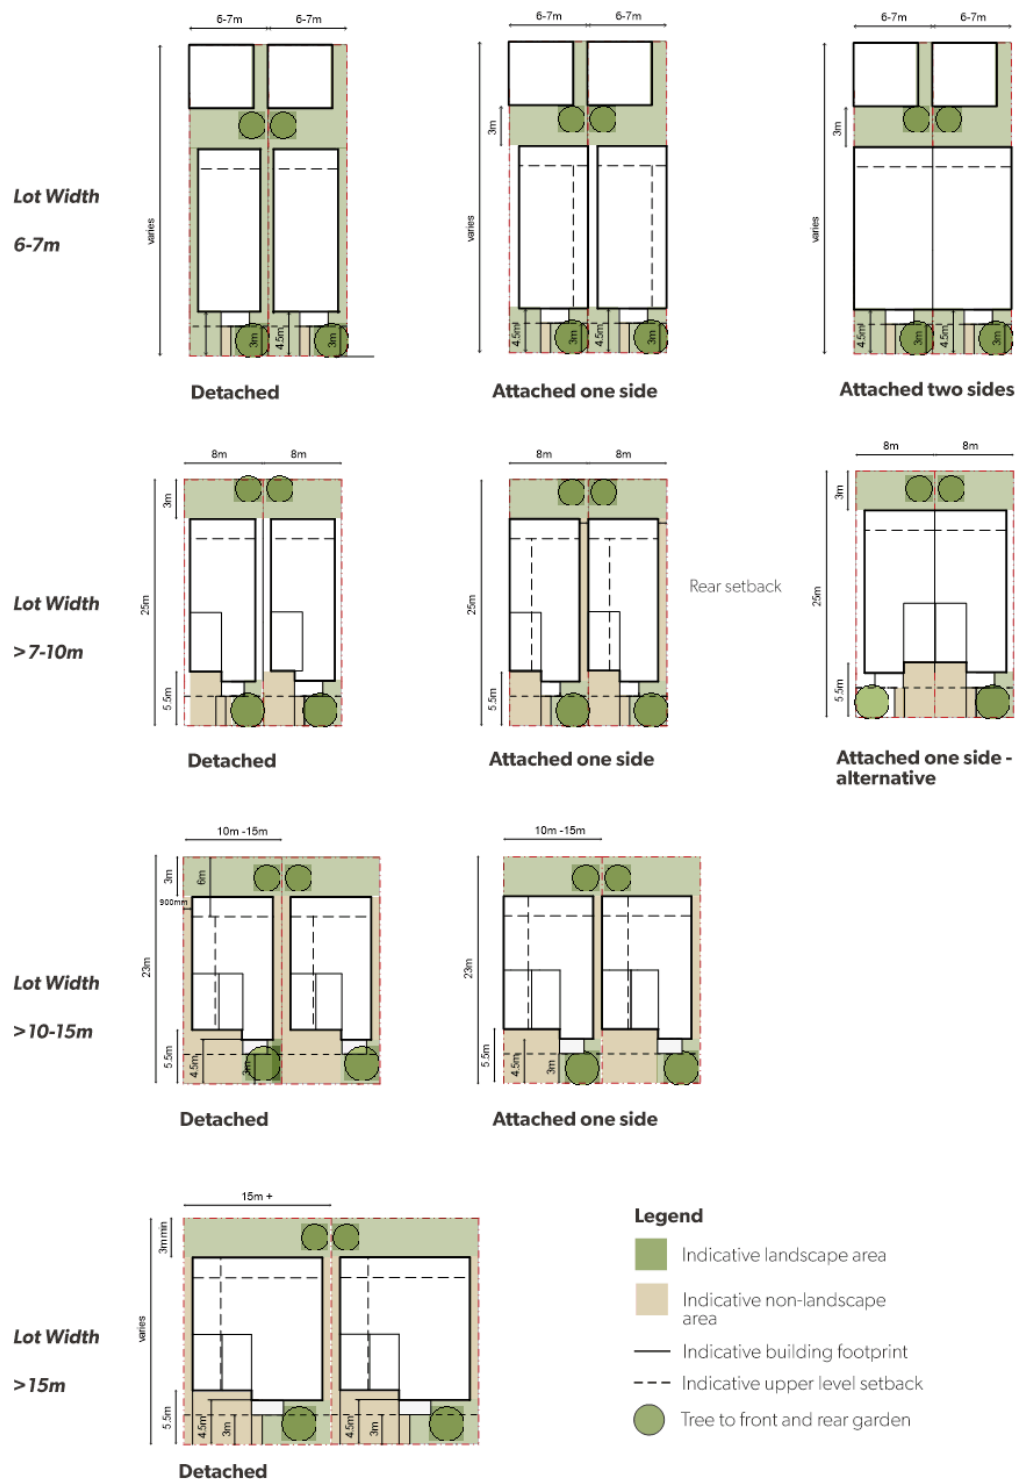 6-7m 6-7m
6-7m 6-7m
6-7m 6-7m
3m
3m
Lot Width
6-7m
varies
varies
varies
4.5m 3m
4.5m 3m 4.5m 3m
4.5m 3m 4.5m 3m
Detached
Attached one side
Attached two sides
8m 8m
8m 8m
8m 8m
3m
3m
Lot Width
>7-10m
25m
25m
25m
Rear setback
5.5m
5.5m
5.5m
Detached
Attached one side
Attached one side -
alternative
10m -15m
10m -15m
3m
6m
3m
900mm
Lot Width
>10-15m
23m
23m
5.5m
4.5m
3m
5.5m
4.5m
3m
Detached
Attached one side
15m +
3m min
Lot Width
>15m
varies
5.5m
4.5m
3m
4.5m
3m
Detached
Legend
Indicative landscape area
Indicative non-landscape
area
Indicative building footprint
Indicative upper level setback
Tree to front and rear garden